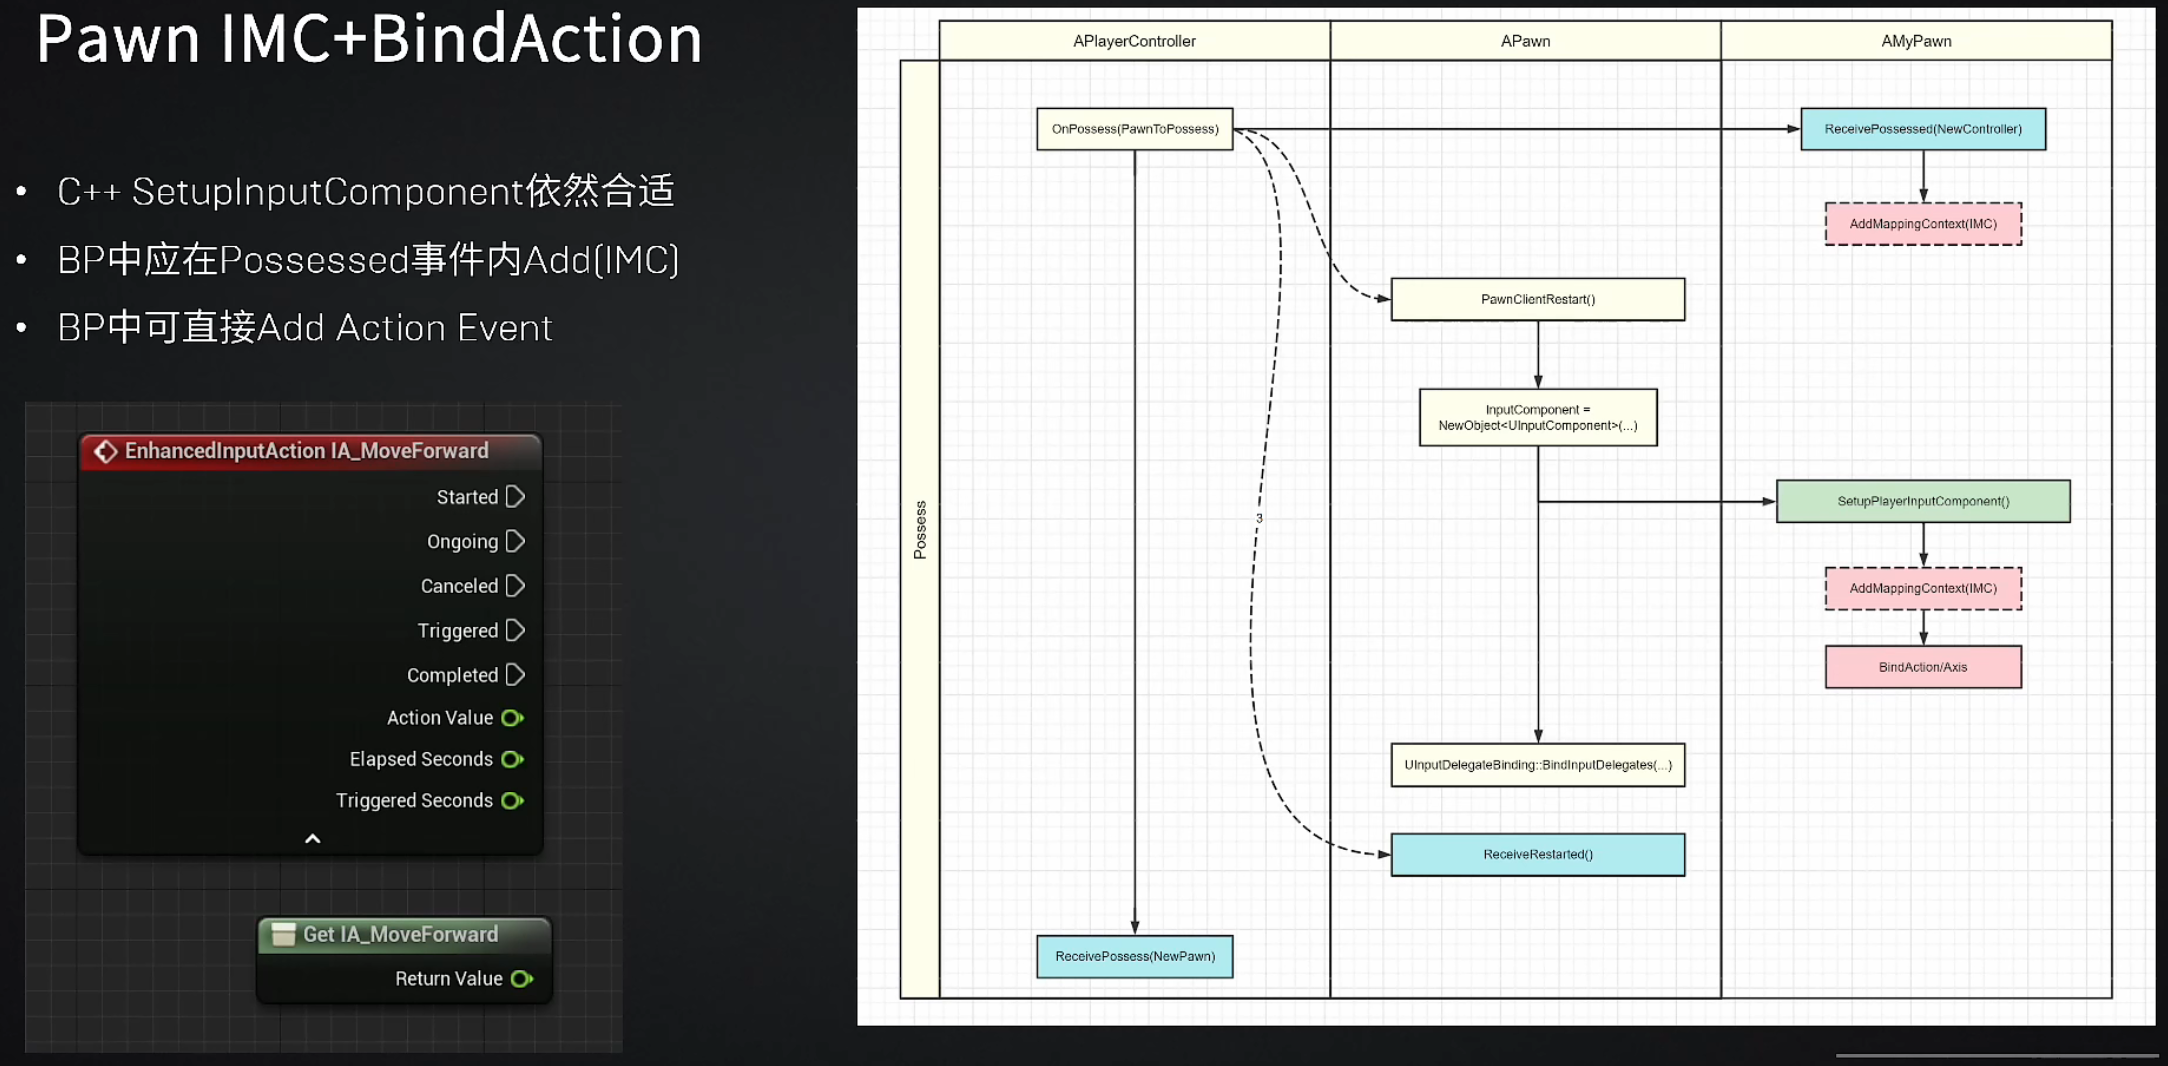 Pawn IMC+BindAction
• C++ SetupInputComponent依然合适
• BP中应在Possessed事件内Add(IMC)
• BP中可直接Add Action Event
EnhancedInputAction IA_MoveForward
Started
Ongoing
Canceled
Triggered
Completed
Action Value
Elapsed Seconds
Triggered Seconds
Get IA_MoveForward
Return Value
APlayerController
APawn
AMyPawn
Possess
OnPossess(PawnToPossess)
ReceivePossessed(NewController)
AddMappingContext(IMC)
PawnClientRestart()
InputComponent =
NewObject<UInputComponent>(...)
3
SetupPlayerInputComponent()
AddMappingContext(IMC)
BindAction/Axis
UInputDelegateBinding::BindInputDelegates(...)
ReceiveRestarted()
ReceivePossess(NewPawn)